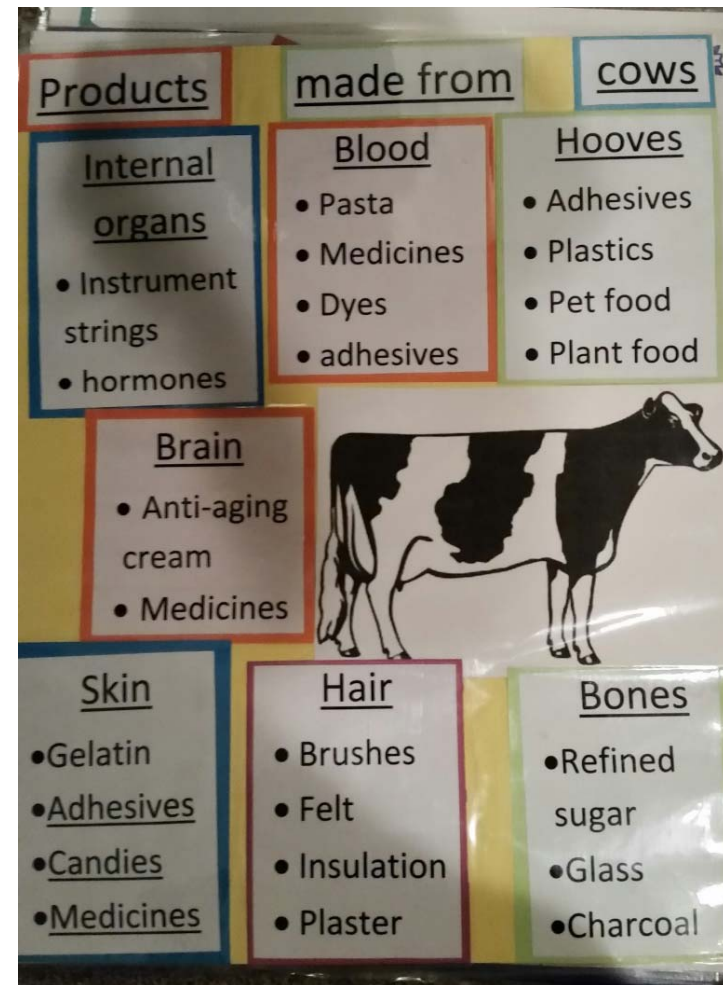 Products made from cows
Internal
organs
• Instrument
strings
• hormones
Blood
• Pasta
• Medicines
• Dyes
• adhesives
Hooves
• Adhesives
• Plastics
• Pet food
• Plant food
Brain
• Anti-aging
cream
• Medicines
Skin
•Gelatin
•Adhesives
•Candies
•Medicines
Hair
• Brushes
• Felt
• Insulation
• Plaster
Bones
•Refined
sugar
•Glass
•Charcoal